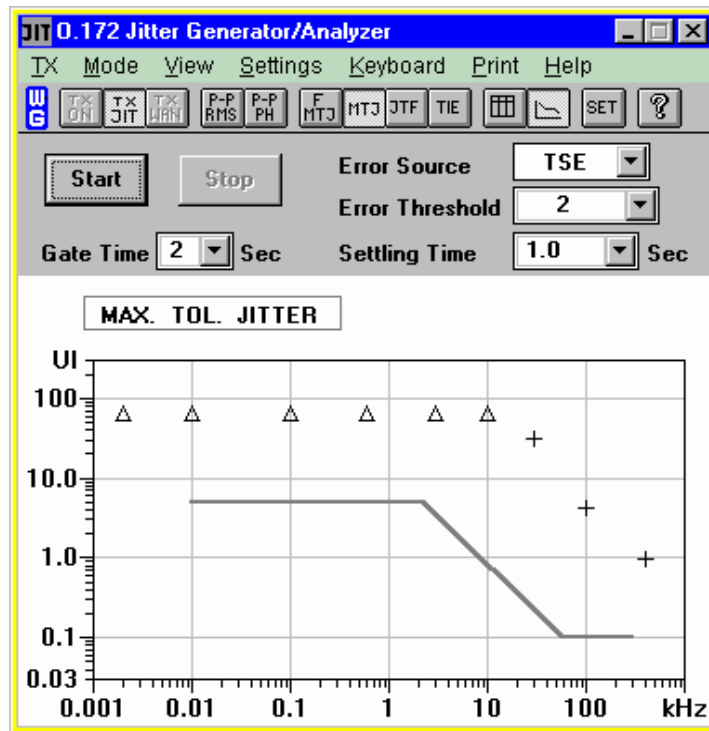 JIT O.172 Jitter Generator/Analyzer
TX Mode View Settings Keyboard Print Help
WG TX ON TX JIT TX WAN P-P RMS P-P PH F MTJ MTJ JTF TIE SET ?
Start Stop Error Source TSE
Error Threshold 2
Gate Time 2 Sec Settling Time 1.0 Sec
MAX. TOL. JITTER
UI
100
10.0
1.0
0.1
0.03
0.001 0.01 0.1 1 10 100 kHz